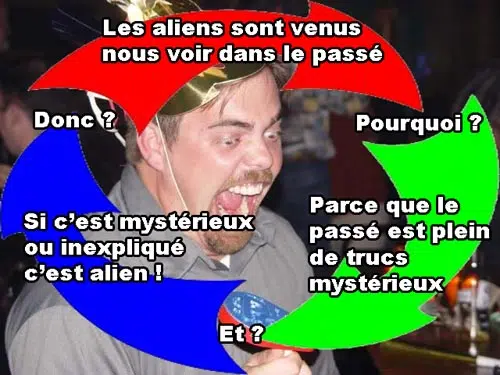 Les aliens sont venus
nous voir dans le passé
Pourquoi ?
Parce que le
passé est plein
de trucs
mystérieux
Et ?
Si c'est mystérieux
ou inexpliqué
c'est alien !
Donc ?